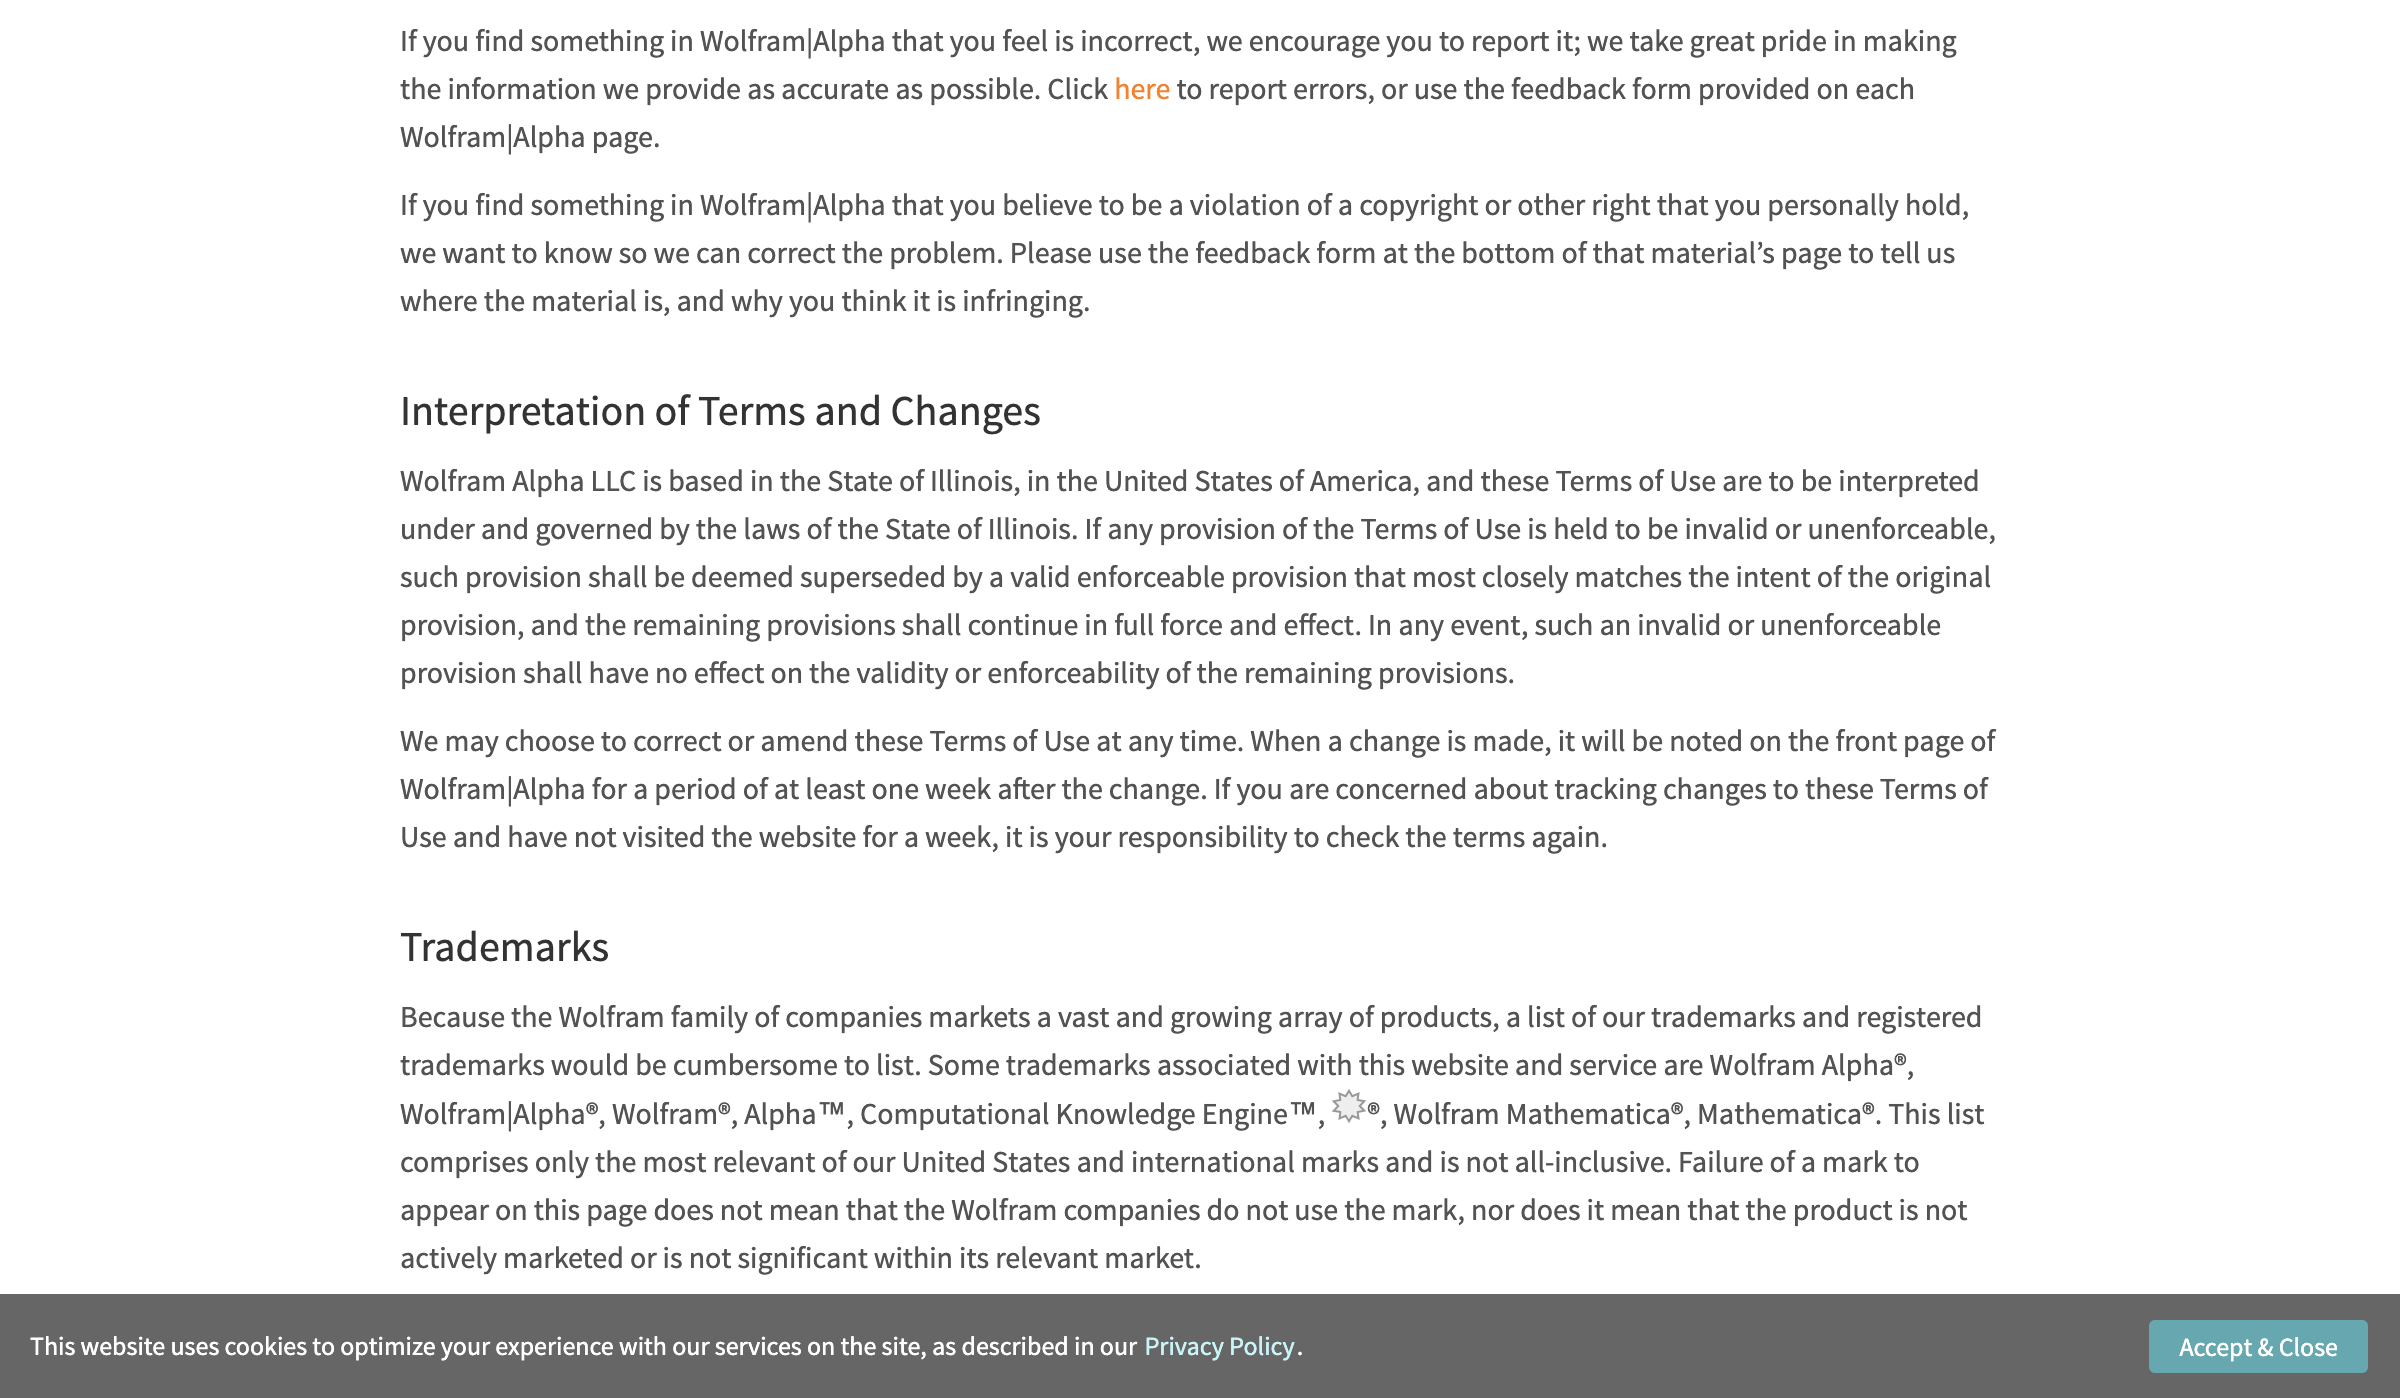 If you find something in Wolfram|Alpha that you feel is incorrect, we encourage you to report it; we take great pride in making
the information we provide as accurate as possible. Click here to report errors, or use the feedback form provided on each
Wolfram|Alpha page.
If you find something in Wolfram|Alpha that you believe to be a violation of a copyright or other right that you personally hold,
we want to know so we can correct the problem. Please use the feedback form at the bottom of that material’s page to tell us
where the material is, and why you think it is infringing.
Interpretation of Terms and Changes
Wolfram Alpha LLC is based in the State of Illinois, in the United States of America, and these Terms of Use are to be interpreted
under and governed by the laws of the State of Illinois. If any provision of the Terms of Use is held to be invalid or unenforceable,
such provision shall be deemed superseded by a valid enforceable provision that most closely matches the intent of the original
provision, and the remaining provisions shall continue in full force and effect. In any event, such an invalid or unenforceable
provision shall have no effect on the validity or enforceability of the remaining provisions.
We may choose to correct or amend these Terms of Use at any time. When a change is made, it will be noted on the front page of
Wolfram|Alpha for a period of at least one week after the change. If you are concerned about tracking changes to these Terms of
Use and have not visited the website for a week, it is your responsibility to check the terms again.
Trademarks
Because the Wolfram family of companies markets a vast and growing array of products, a list of our trademarks and registered
trademarks would be cumbersome to list. Some trademarks associated with this website and service are Wolfram Alpha®,
Wolfram|Alpha®, Wolfram®, Alpha™, Computational Knowledge Engine™, ®, Wolfram Mathematica®, Mathematica®. This list
comprises only the most relevant of our United States and international marks and is not all-inclusive. Failure of a mark to
appear on this page does not mean that the Wolfram companies do not use the mark, nor does it mean that the product is not
actively marketed or is not significant within its relevant market.
This website uses cookies to optimize your experience with our services on the site, as described in our Privacy Policy.
Accept & Close